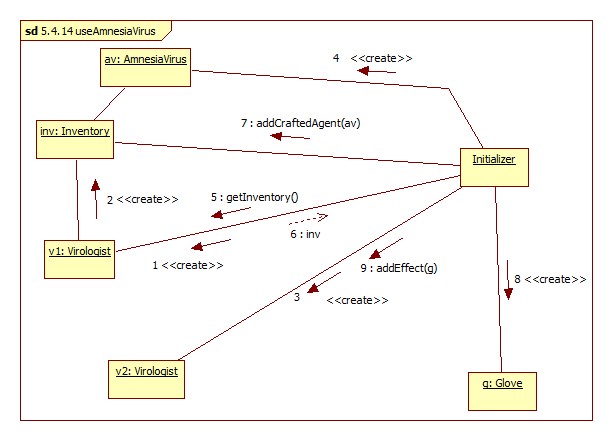 sd 5.4.14 useAmnesiaVirus
av: AmnesiaVirus
4 <<create>>
inv: Inventory
7 : addCraftedAgent(av)
Initializer
2 <<create>>
5 : getInventory()
6 : inv
v1: Virologist
1 <<create>>
9 : addEffect(g)
8 <<create>>
3 <<create>>
v2: Virologist
g: Glove